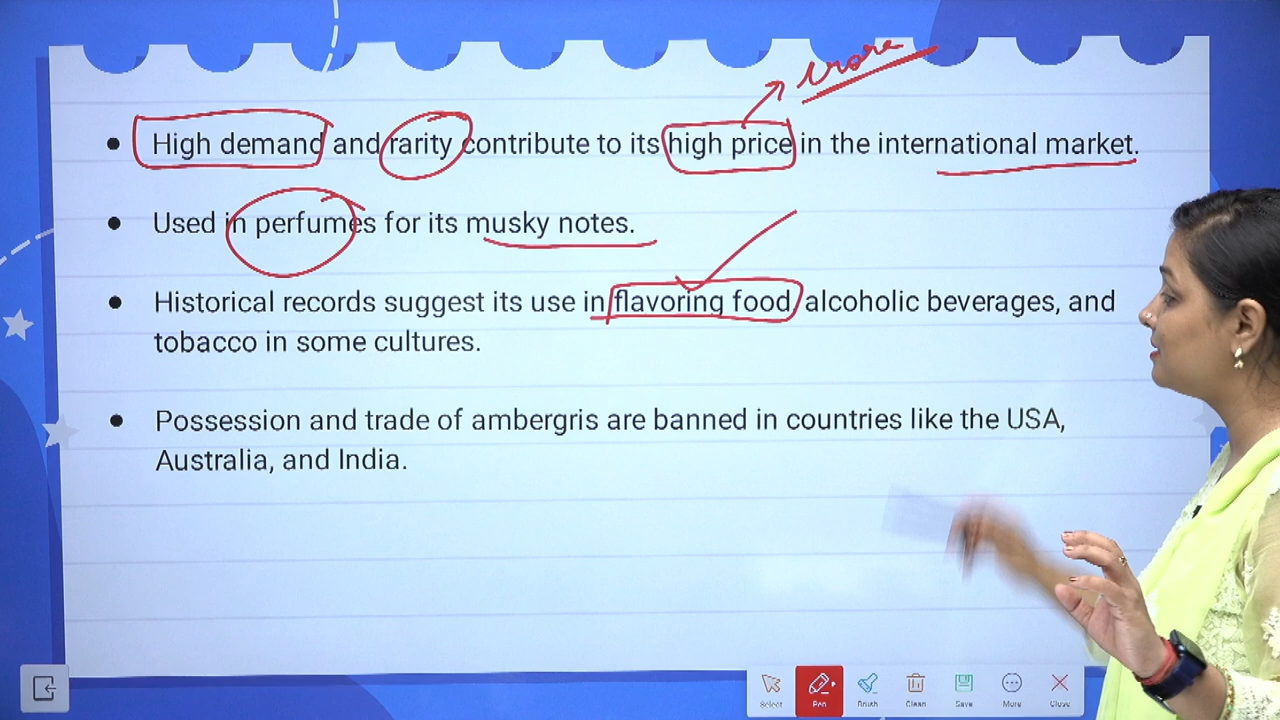 rare
• High demand and rarity contribute to its high price in the international market.
• Used in perfumes for its musky notes.
• Historical records suggest its use in flavoring food, alcoholic beverages, and
tobacco in some cultures.
• Possession and trade of ambergris are banned in countries like the USA,
Australia, and India.
Select Pen Brush Clean Save More Close